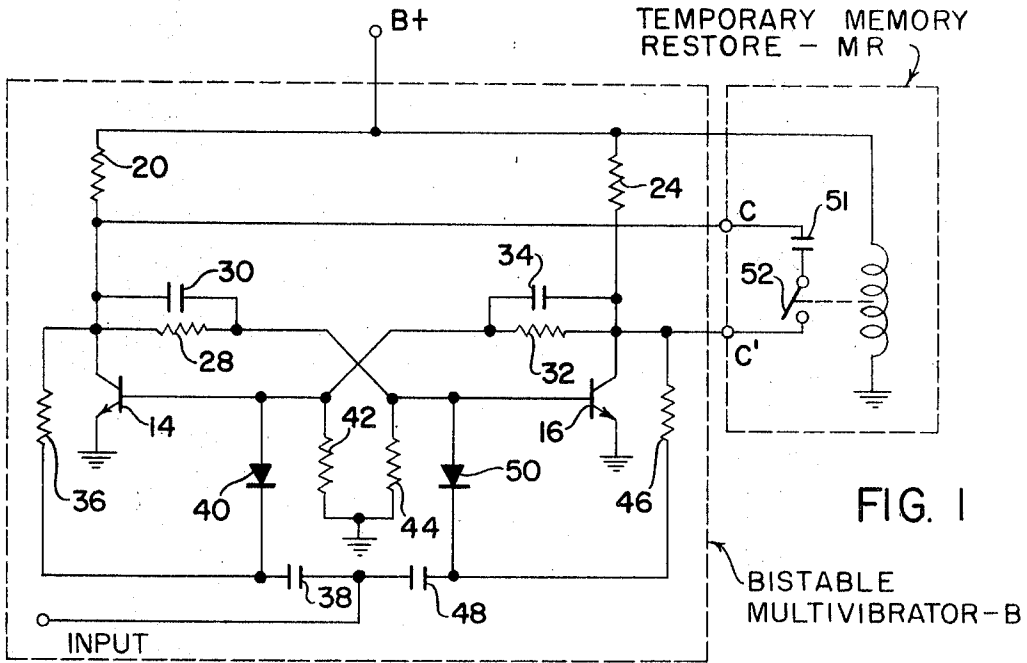 TEMPORARY MEMORY
RESTORE - MR
B+
20
24
C
51
30
34
52
28
32
C'
14
42
16
36
40
44
50
46
FIG. 1
38
48
BISTABLE
MULTIVIBRATOR-B
INPUT